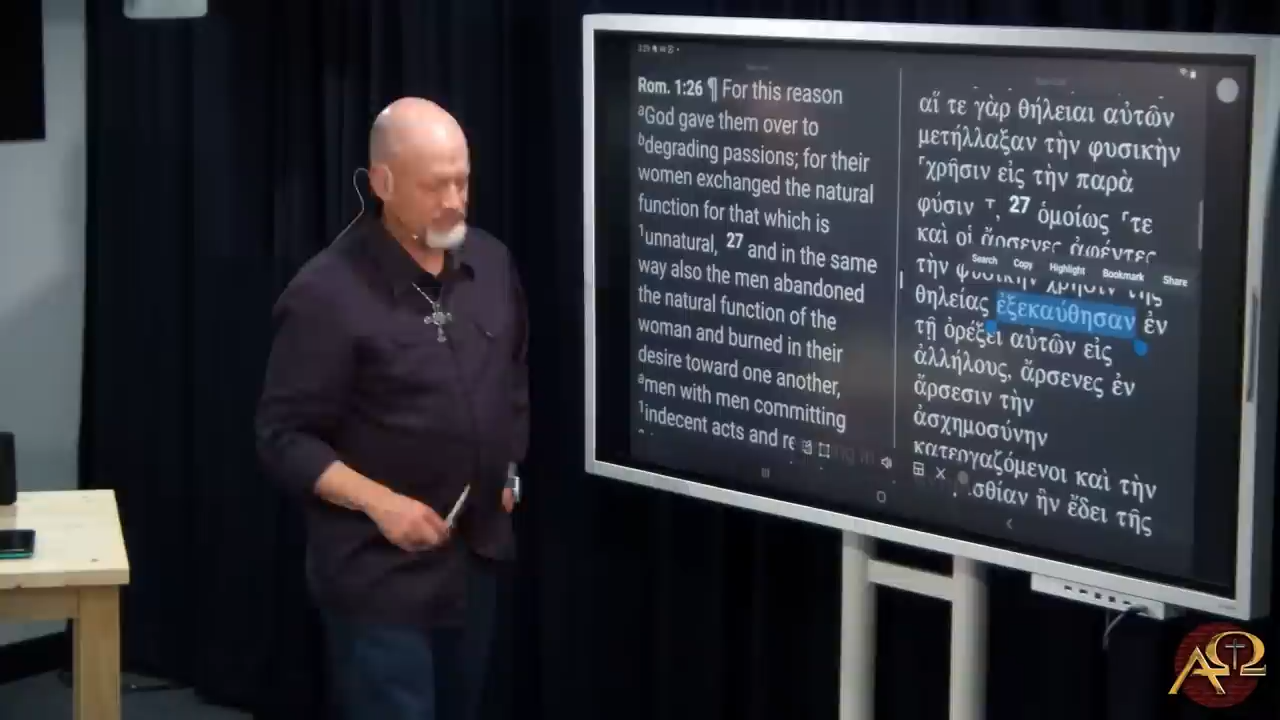 Rom. 1:26 ¶ For this reason
ᵃGod gave them over to
ᵇdegrading passions; for their
women exchanged the natural
function for that which is
¹unnatural, 27 and in the same
way also the men abandoned
the natural function of the
woman and burned in their
desire toward one another,
ᵃmen with men committing
¹indecent acts and
αἵ τε γὰρ θήλειαι αὐτῶν
μετήλλαξαν τὴν φυσικὴν
⸀χρῆσιν εἰς τὴν παρὰ
φύσιν ⸆, 27 ὁμοίως ⸀τε
καὶ οἱ ἄρσενες ἀφέντες
Search Copy Highlight Bookmark Share
τὴν
θηλείας ἐξεκαύθησαν ἐν
τῇ ὀρέξει αὐτῶν εἰς
ἀλλήλους, ἄρσενες ἐν
ἄρσεσιν τὴν
ἀσχημοσύνην
κατεργαζόμενοι καὶ τὴν
ἣν ἔδει τῆς
ΑΩ